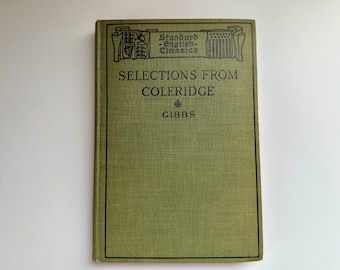 Standard
English
Classics
SELECTIONS FROM
COLERIDGE
GIBBS